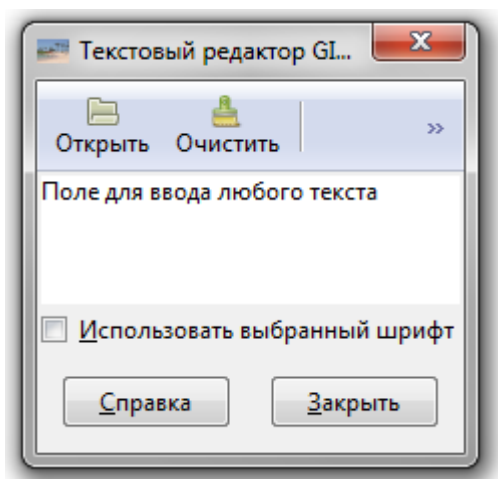 Текстовый редактор GI...
Открыть Очистить »
Поле для ввода любого текста
Использовать выбранный шрифт
Справка Закрыть